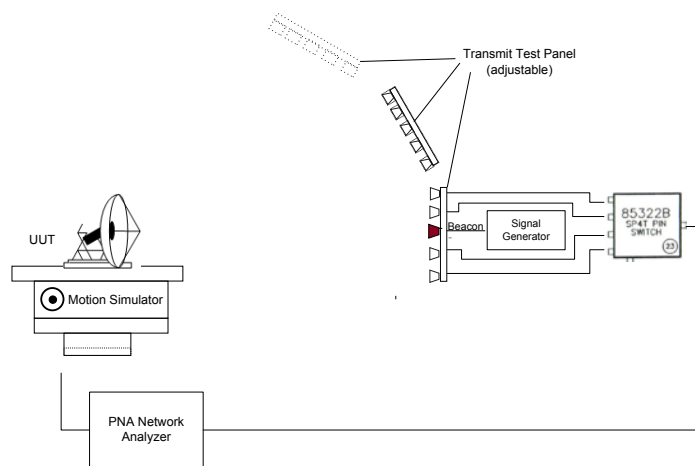 Transmit Test Panel
(adjustable)
85322B
SP4T PIN
SWITCH
23
Beacon
Signal
Generator
UUT
Motion Simulator
PNA Network
Analyzer